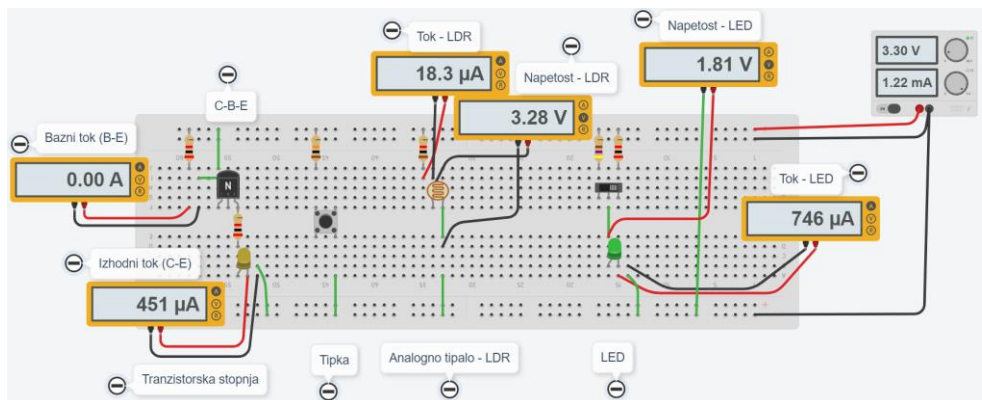 Tok - LDR
18.3 µA
Napetost - LDR
3.28 V
Napetost - LED
1.81 V
3.30 V
1.22 mA
C-B-E
Bazni tok (B-E)
0.00 A
N
Tok - LED
746 µA
Izhodni tok (C-E)
451 µA
Tranzistorska stopnja
Tipka
Analogno tipalo - LDR
LED